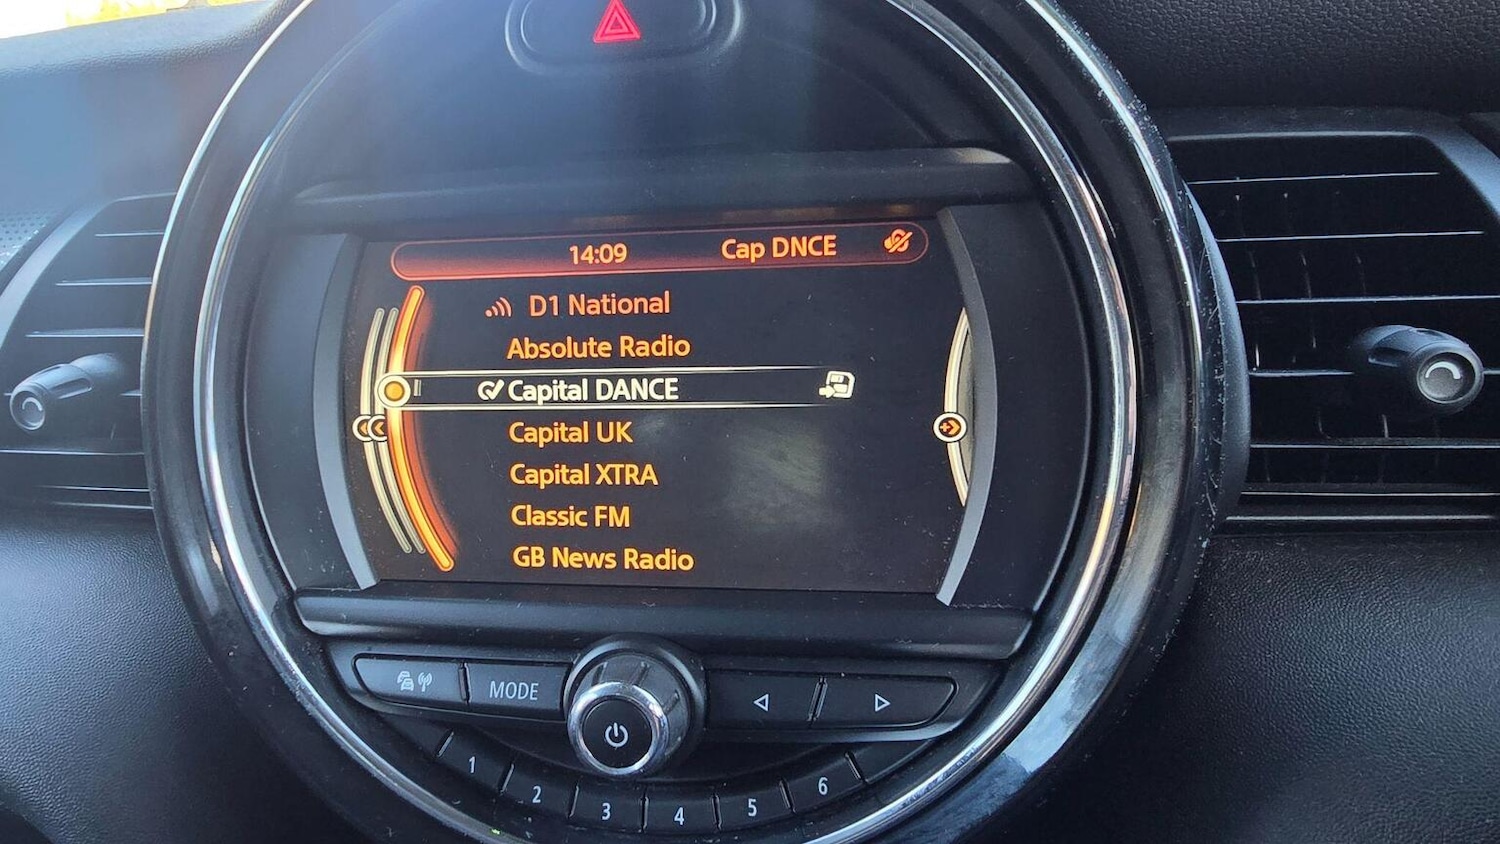 14:09 Cap DNCE
D1 National
Absolute Radio
Capital DANCE
Capital UK
Capital XTRA
Classic FM
GB News Radio
MODE
1 2 3 4 5 6